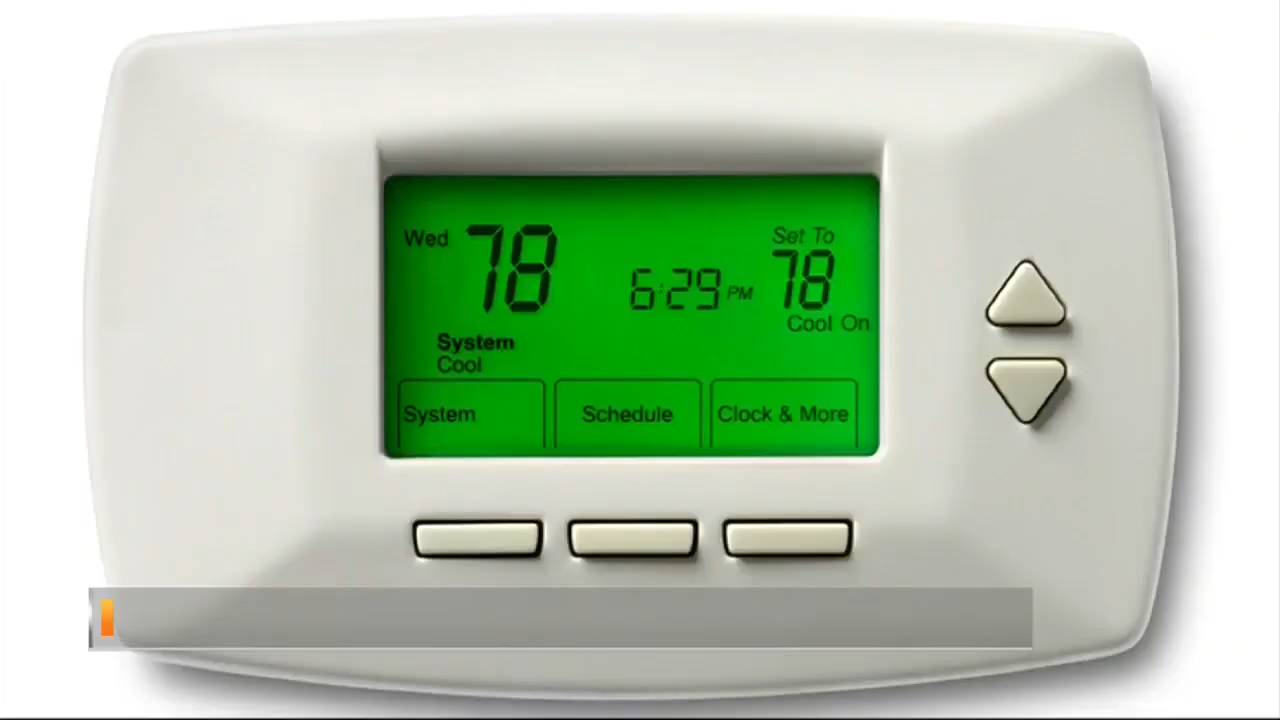 Wed 78 6:29 PM Set To 78
Cool On
System
Cool
System Schedule Clock & More